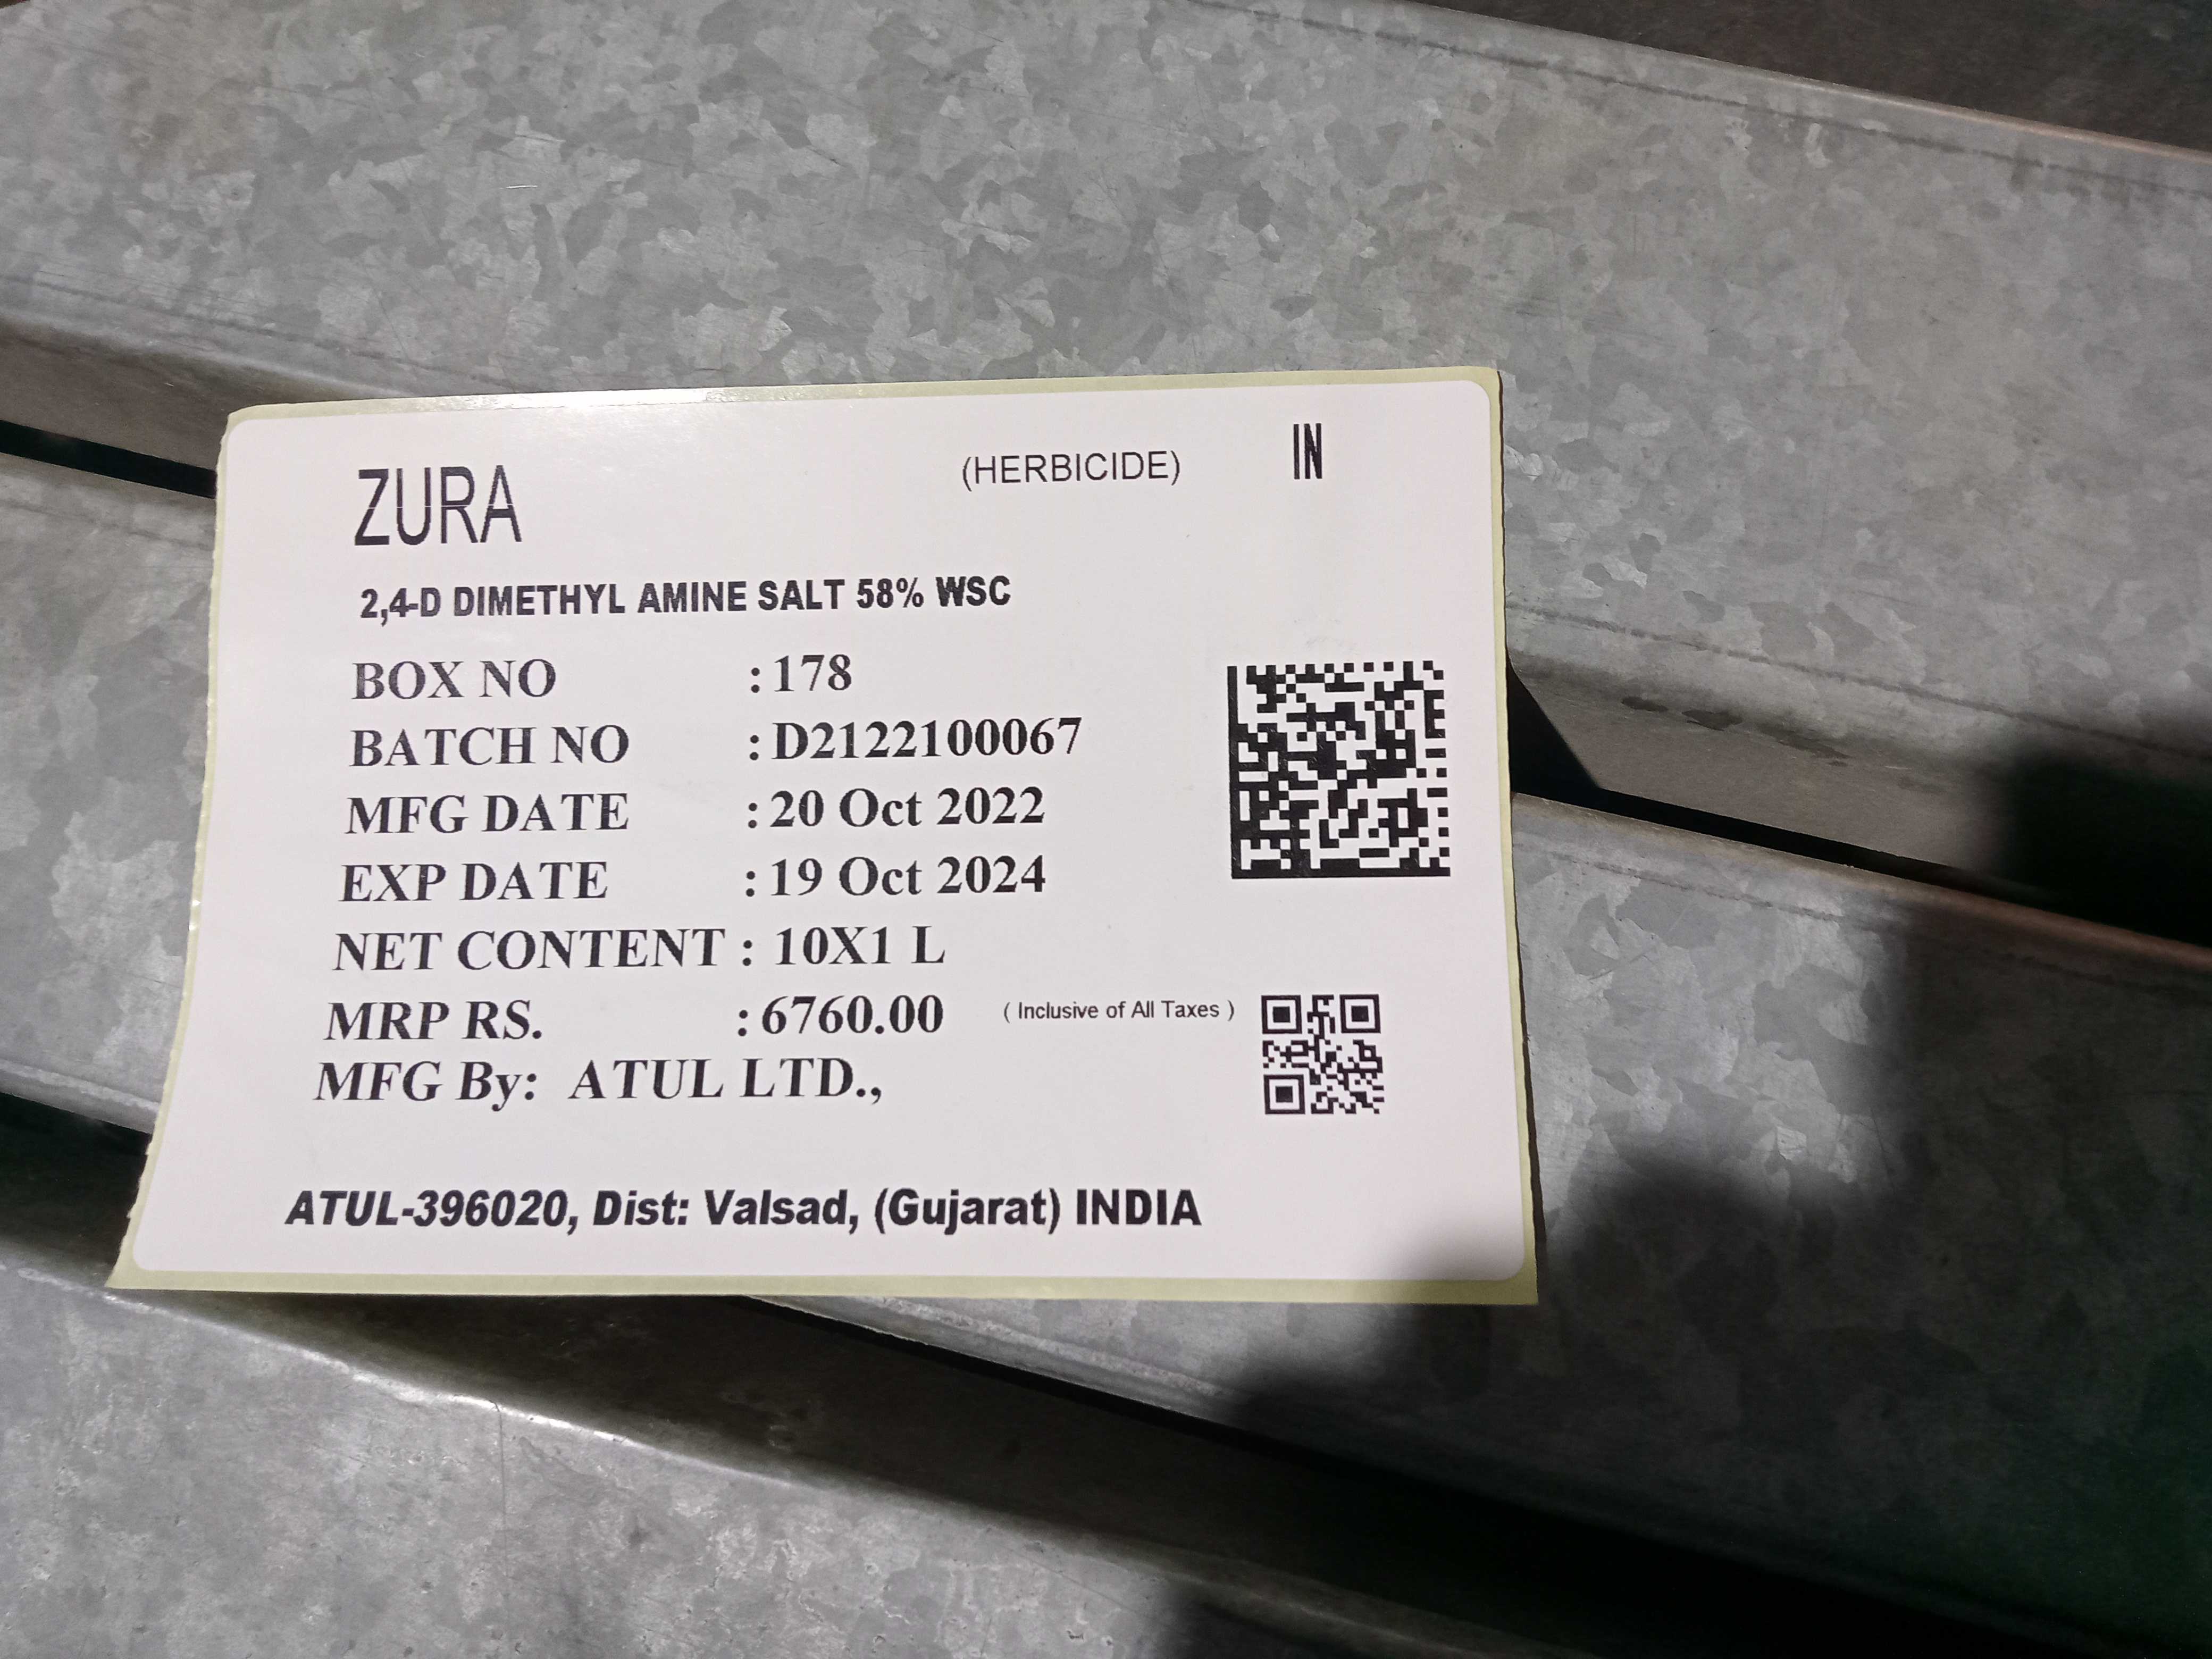 ZURA (HERBICIDE) IN
2,4-D DIMETHYL AMINE SALT 58% WSC
BOX NO : 178
BATCH NO : D2122100067
MFG DATE : 20 Oct 2022
EXP DATE : 19 Oct 2024
NET CONTENT : 10X1 L
MRP RS. : 6760.00 ( Inclusive of All Taxes )
MFG By: ATUL LTD.,
ATUL-396020, Dist: Valsad, (Gujarat) INDIA